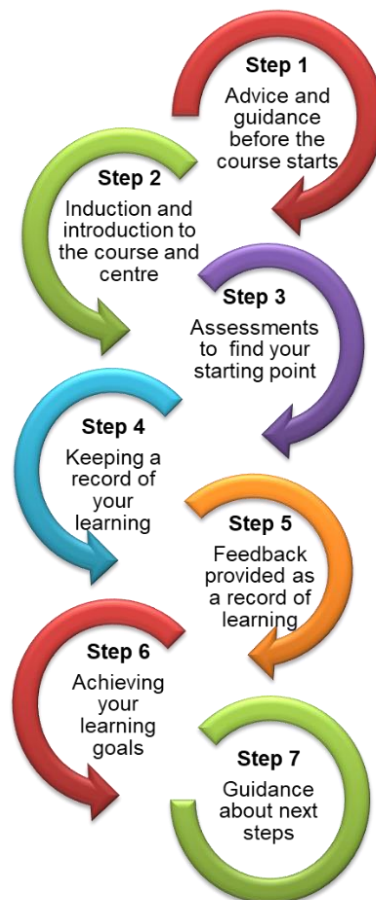 Step 1
Advice and
guidance
before the
course starts
Step 2
Induction and
introduction to
the course and
centre
Step 3
Assessments
to find your
starting point
Step 4
Keeping a
record of
your
learning
Step 5
Feedback
provided as
a record of
learning
Step 6
Achieving
your
learning
goals
Step 7
Guidance
about next
steps